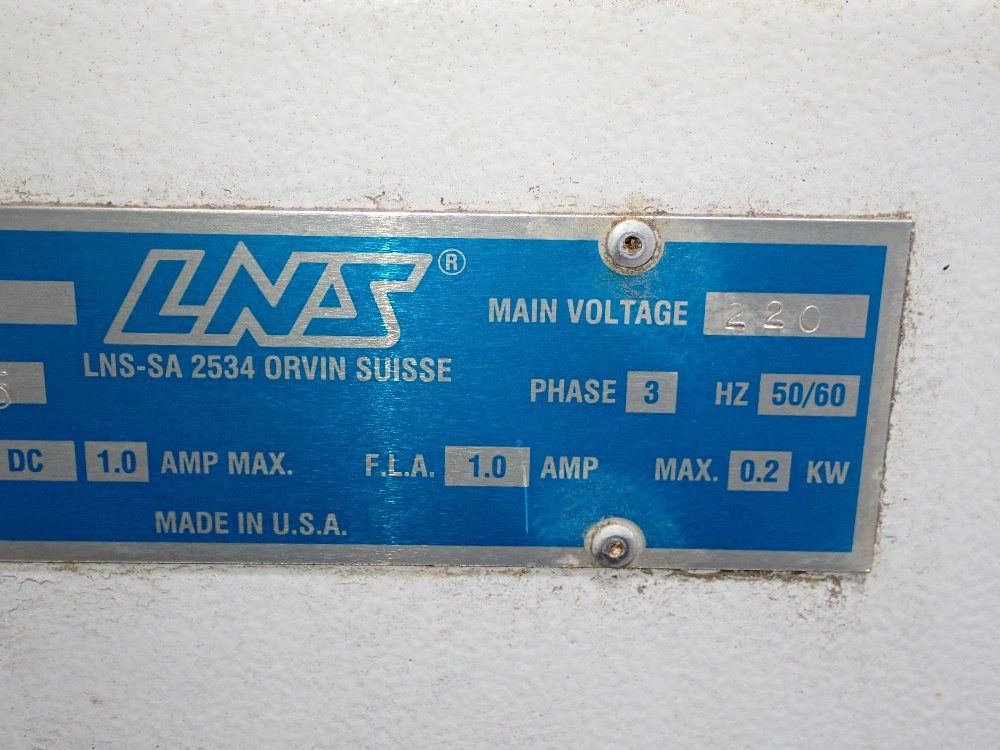 LNS®
LNS-SA 2534 ORVIN SUISSE
MAIN VOLTAGE 220
PHASE 3 HZ 50/60
DC 1.0 AMP MAX. F.L.A. 1.0 AMP MAX. 0.2 KW
MADE IN U.S.A.